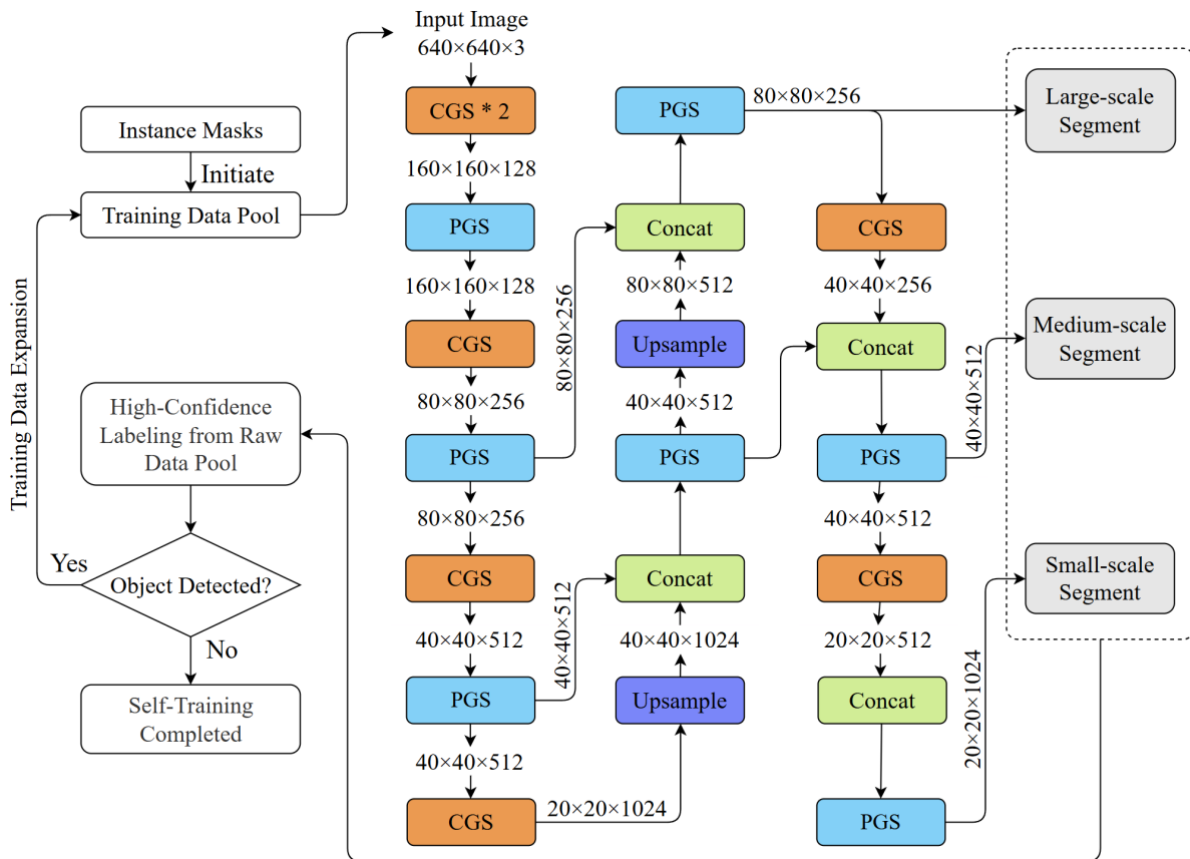 Instance Masks
Initiate
Training Data Pool
Training Data Expansion
High-Confidence
Labeling from Raw
Data Pool
Object Detected?
Yes
No
Self-Training
Completed
Input Image
640×640×3
CGS * 2
160×160×128
PGS
160×160×128
CGS
80×80×256
PGS
80×80×256
80×80×256
CGS
40×40×512
PGS
40×40×512
40×40×512
CGS
20×20×1024
Upsample
40×40×1024
Concat
PGS
40×40×512
Upsample
80×80×512
Concat
PGS
80×80×256
CGS
40×40×256
Concat
PGS
40×40×512
40×40×512
CGS
20×20×512
Concat
PGS
20×20×1024
Large-scale
Segment
Medium-scale
Segment
Small-scale
Segment